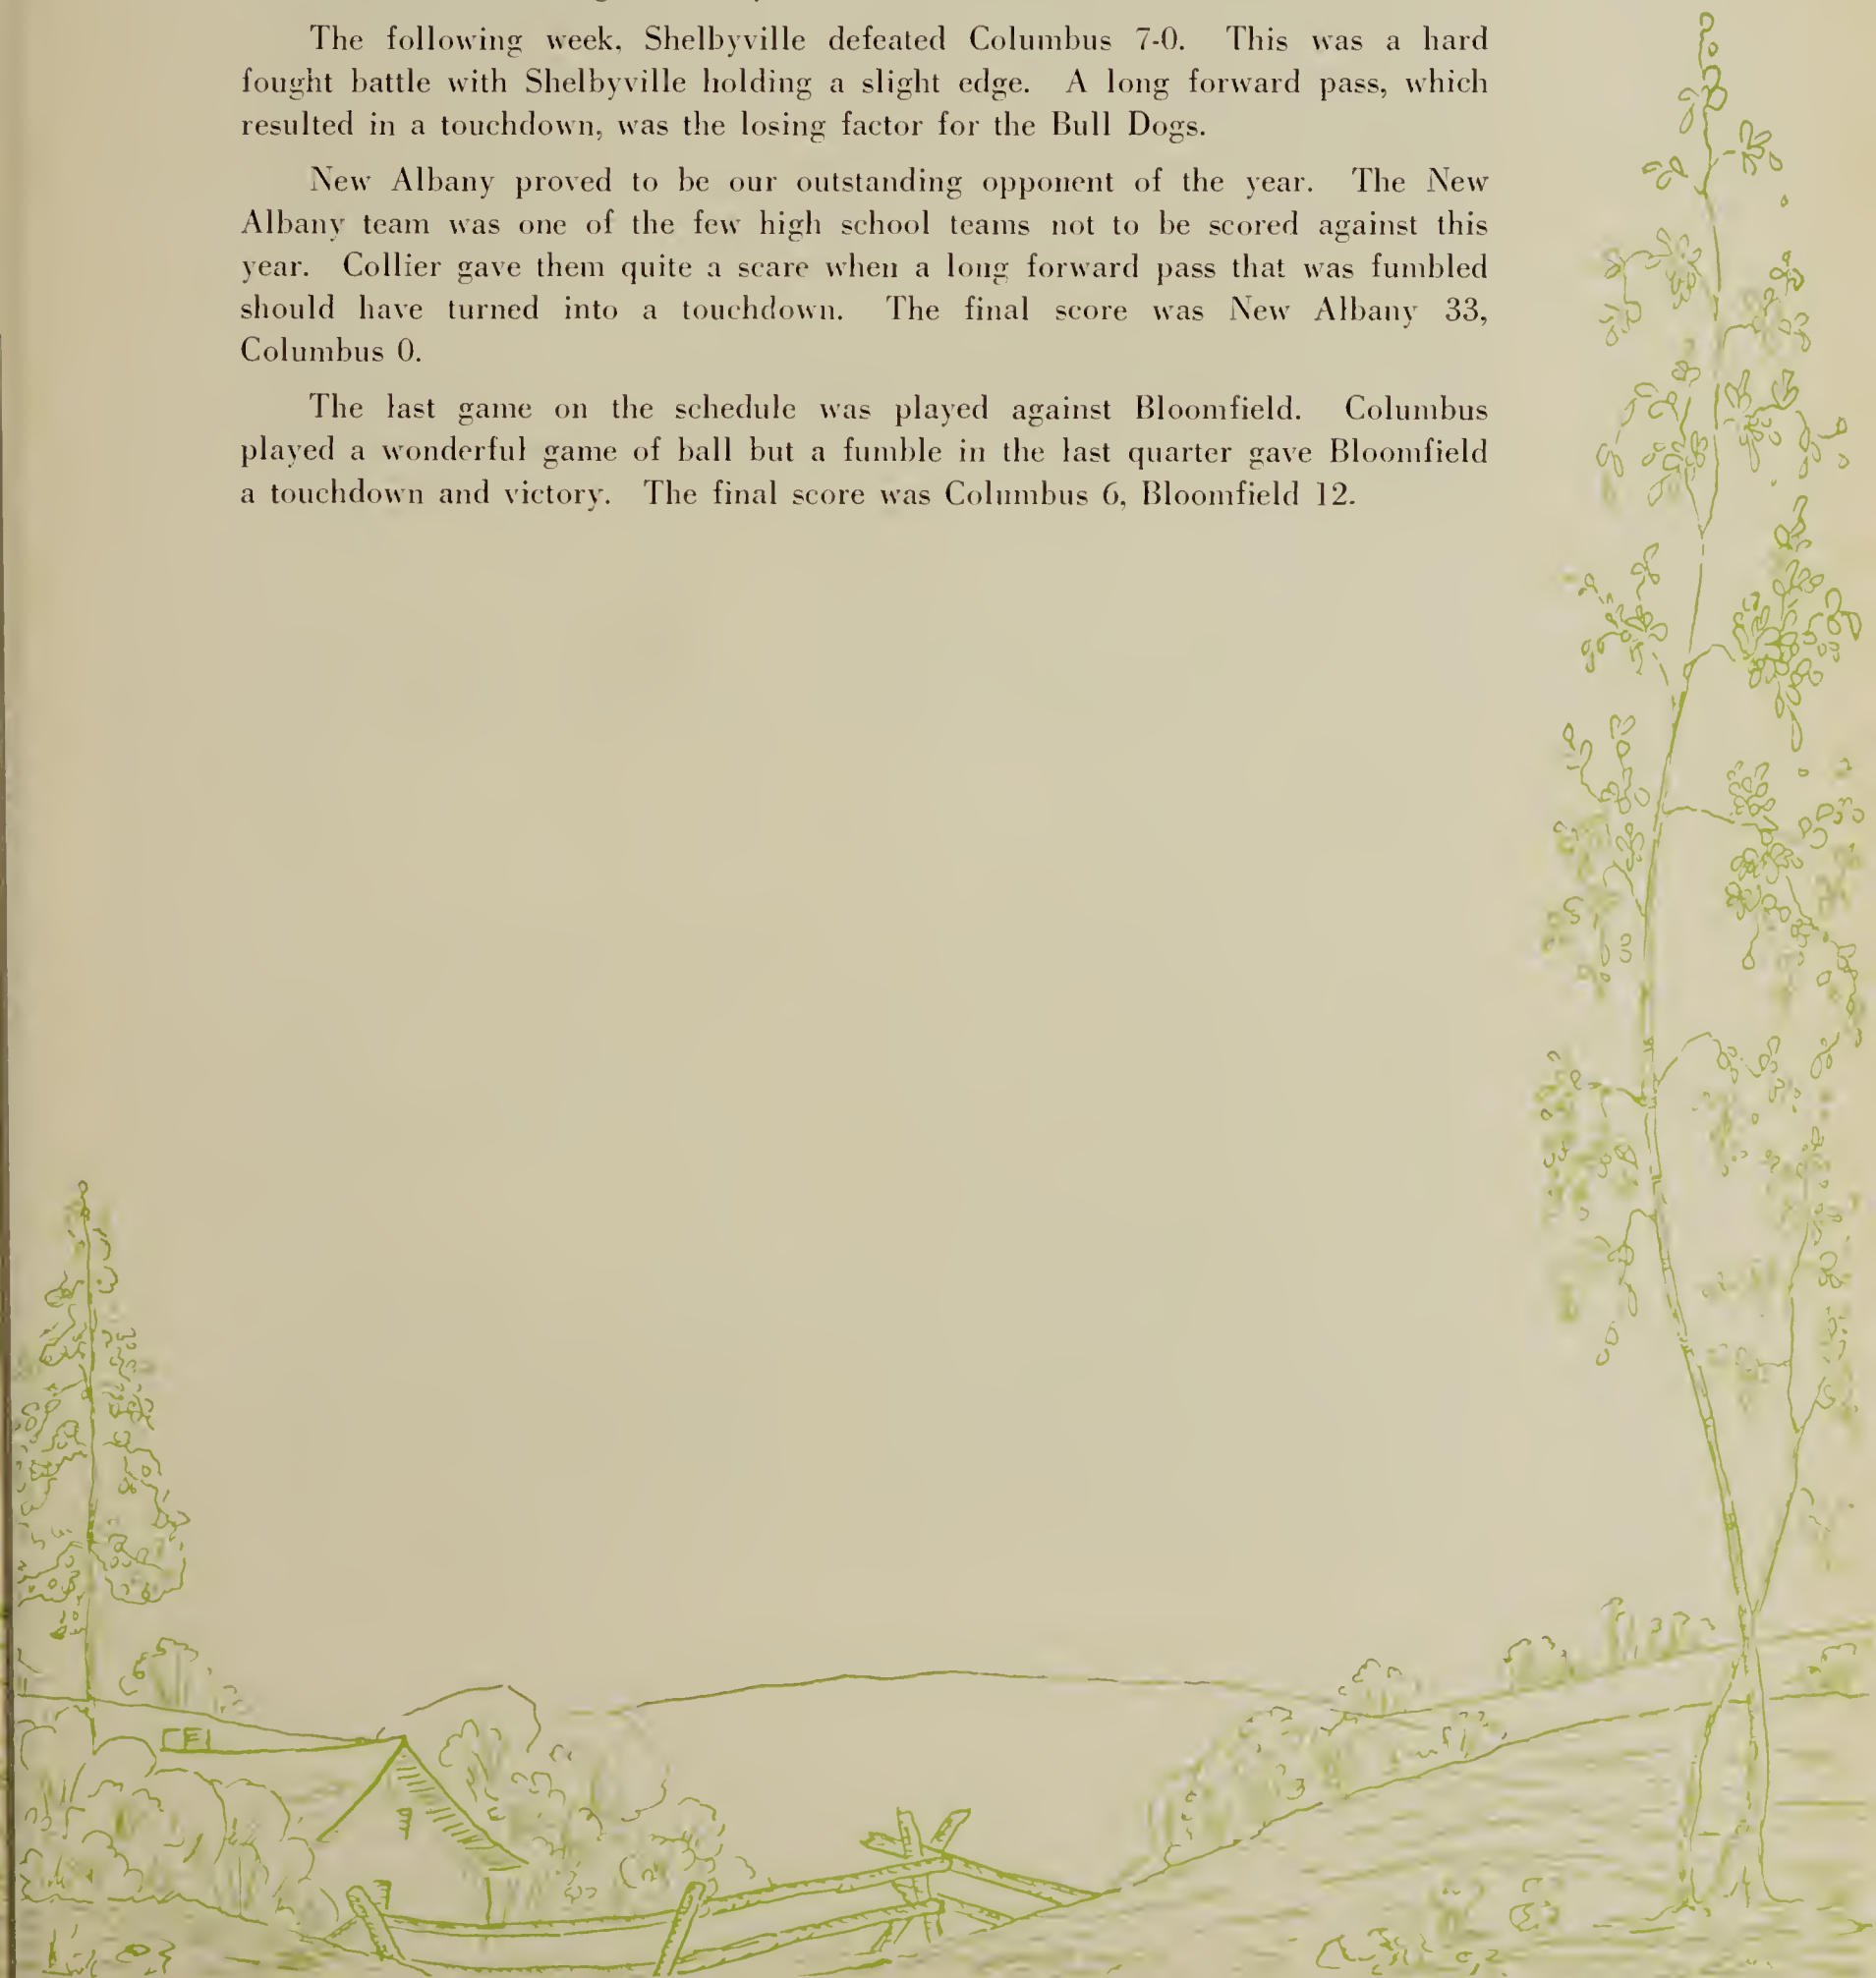 The following week, Shelbyville defeated Columbus 7-0. This was a hard
fought battle with Shelbyville holding a slight edge. A long forward pass, which
resulted in a touchdown, was the losing factor for the Bull Dogs.
New Albany proved to be our outstanding opponent of the year. The New
Albany team was one of the few high school teams not to be scored against this
year. Collier gave them quite a scare when a long forward pass that was fumbled
should have turned into a touchdown. The final score was New Albany 33,
Columbus 0.
The last game on the schedule was played against Bloomfield. Columbus
played a wonderful game of ball but a fumble in the last quarter gave Bloomfield
a touchdown and victory. The final score was Columbus 6, Bloomfield 12.